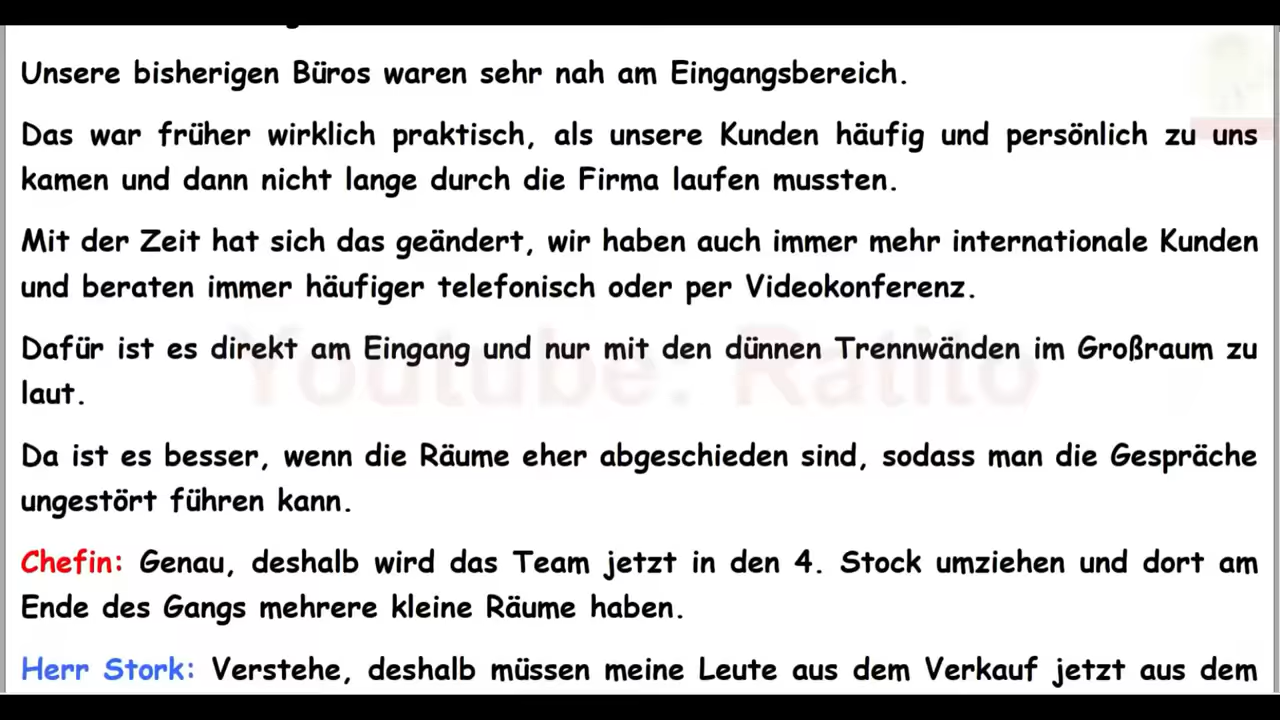 Unsere bisherigen Büros waren sehr nah am Eingangsbereich.
Das war früher wirklich praktisch, als unsere Kunden häufig und persönlich zu uns
kamen und dann nicht lange durch die Firma laufen mussten.
Mit der Zeit hat sich das geändert, wir haben auch immer mehr internationale Kunden
und beraten immer häufiger telefonisch oder per Videokonferenz.
Dafür ist es direkt am Eingang und nur mit den dünnen Trennwänden im Großraum zu
Youtube: Ratito
laut.
Da ist es besser, wenn die Räume eher abgeschieden sind, sodass man die Gespräche
ungestört führen kann.
Chefin: Genau, deshalb wird das Team jetzt in den 4. Stock umziehen und dort am
Ende des Gangs mehrere kleine Räume haben.
Herr Stork: Verstehe, deshalb müssen meine Leute aus dem Verkauf jetzt aus dem